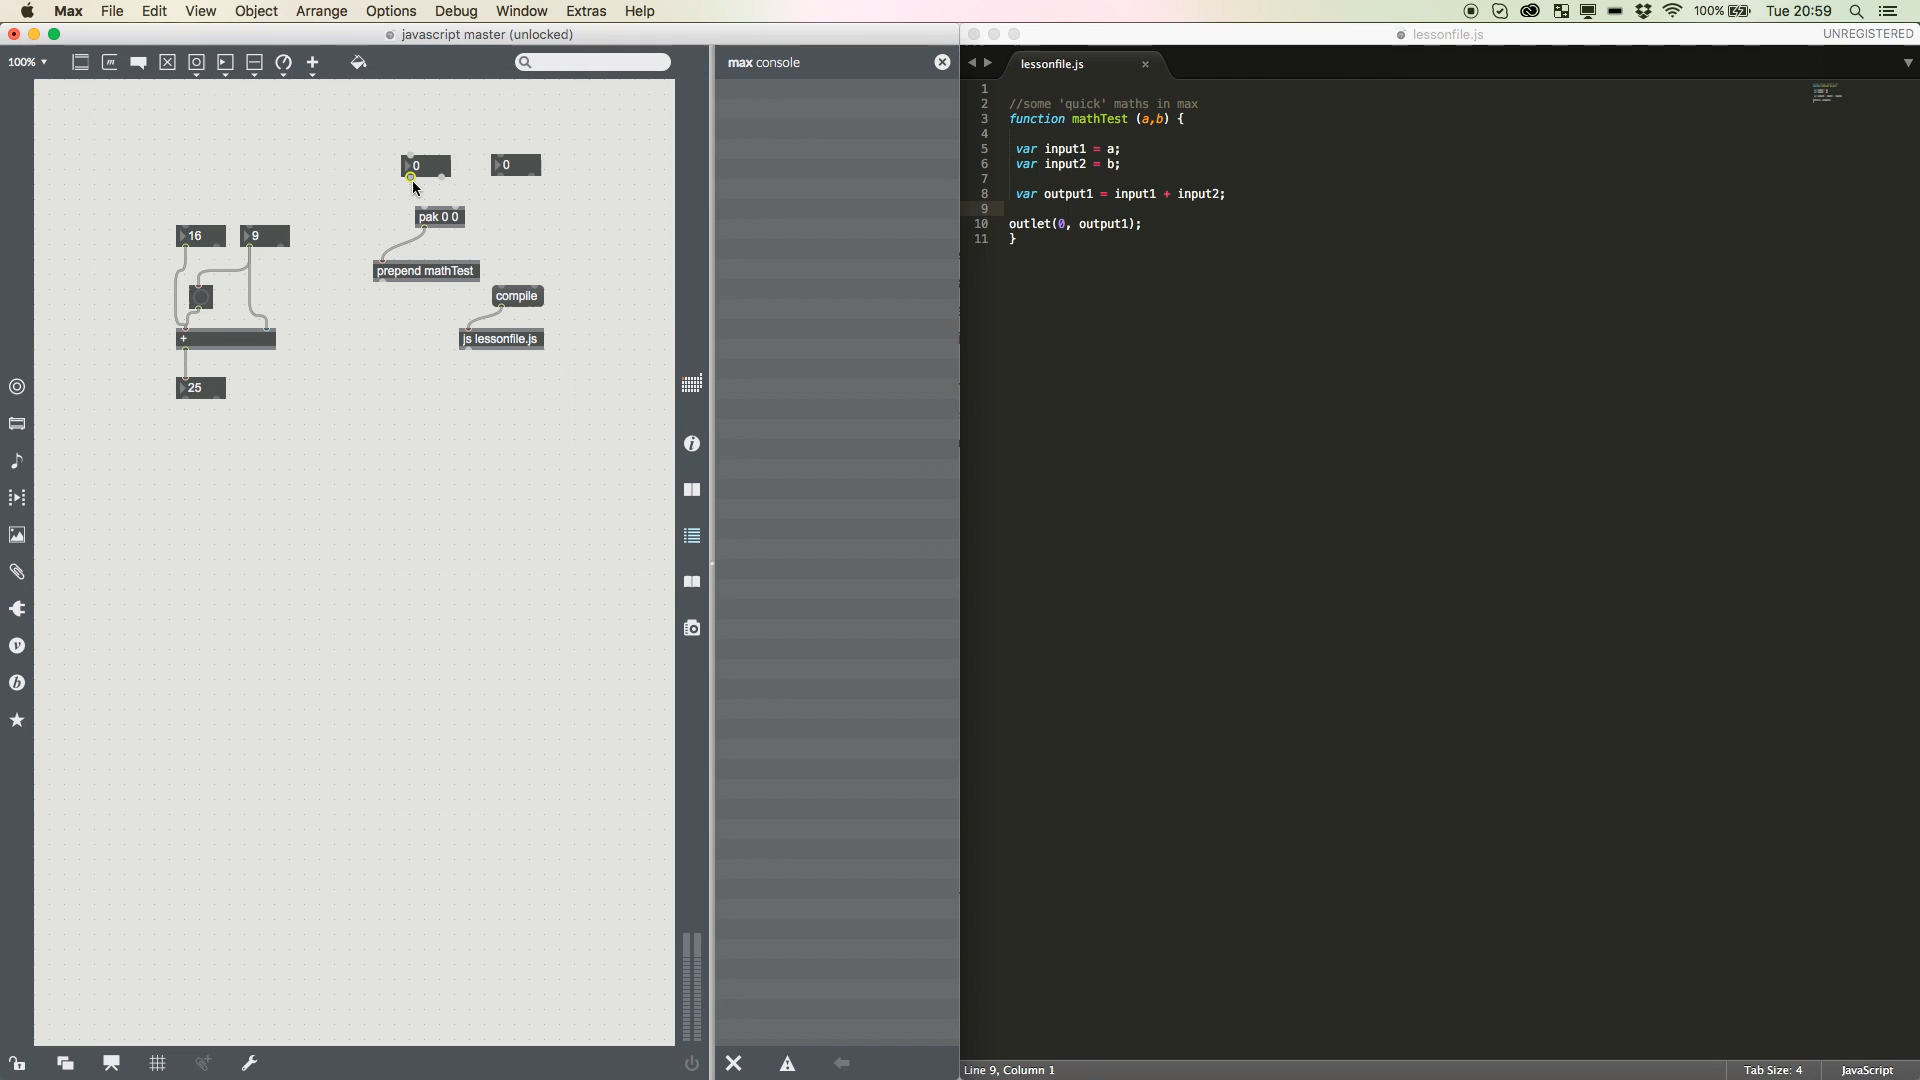 Max File Edit View Object Arrange Options Debug Window Extras Help
100% Tue 20:59
javascript master (unlocked)
lessonfile.js
UNREGISTERED
100%
max console
lessonfile.js
0
0
pak 0 0
16
9
prepend mathTest
compile
+
js lessonfile.js
25
1
2 //some 'quick' maths in max
3 function mathTest (a,b) {
4
5 var input1 = a;
6 var input2 = b;
7
8 var output1 = input1 + input2;
9
10 outlet(0, output1);
11 }
Line 9, Column 1
Tab Size: 4
JavaScript